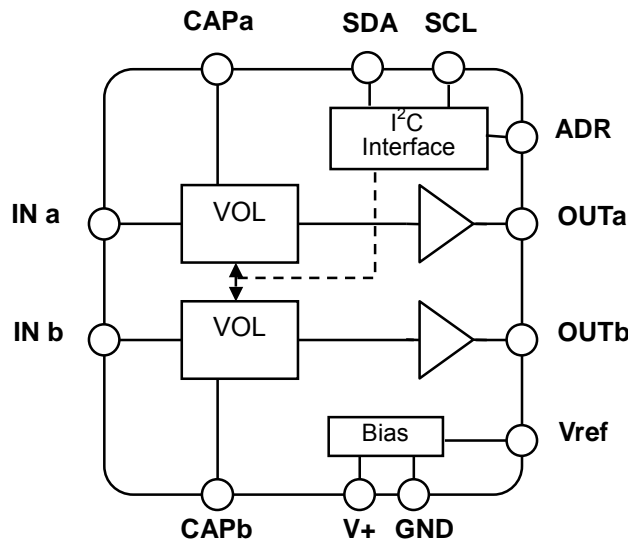 CAPa SDA SCL
I²C
Interface
ADR
IN a
VOL
OUTa
IN b
VOL
OUTb
Bias
Vref
CAPb V+ GND